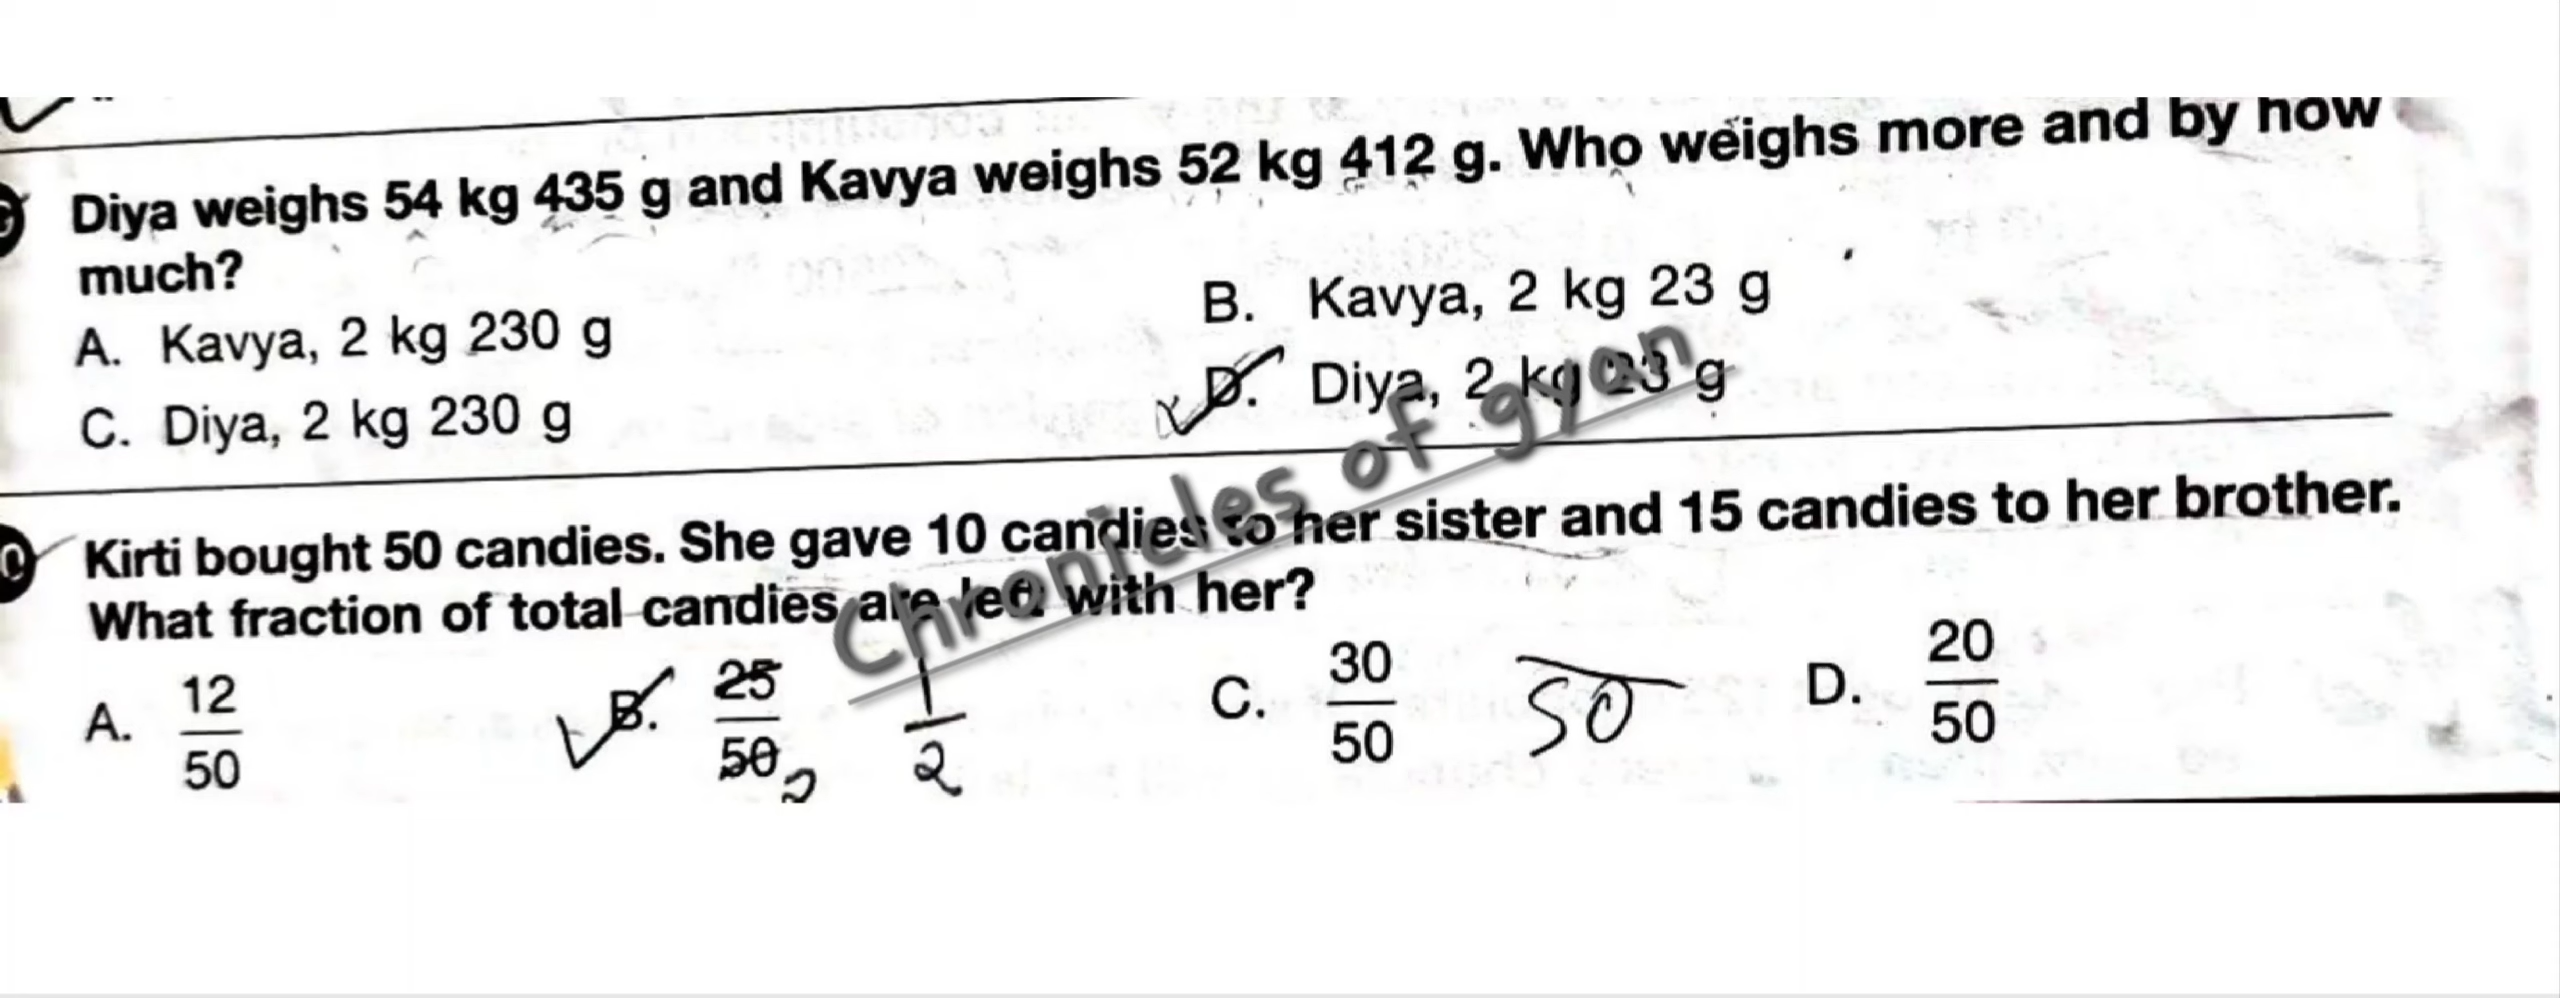 Diya weighs 54 kg 435 g and Kavya weighs 52 kg 412 g. Who weighs more and by how
much?
A. Kavya, 2 kg 230 g
B. Kavya, 2 kg 23 g
C. Diya, 2 kg 230 g
D. Diya, 2 kg 23 g
Chronicles of gyan
Kirti bought 50 candies. She gave 10 candies to her sister and 15 candies to her brother.
What fraction of total candies are left with her?
A. 12/50
B. 25/50 2 1/2
C. 30/50 50
D. 20/50